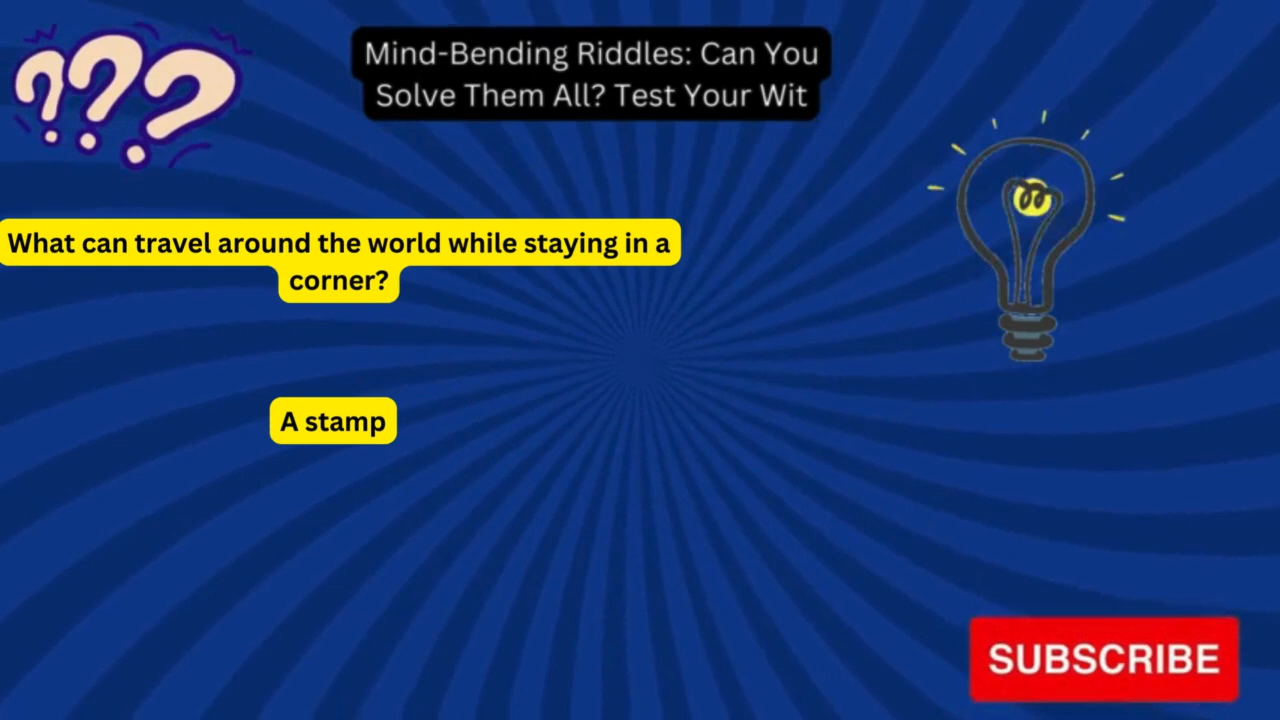 Mind-Bending Riddles: Can You
Solve Them All? Test Your Wit
What can travel around the world while staying in a
corner?
A stamp
SUBSCRIBE